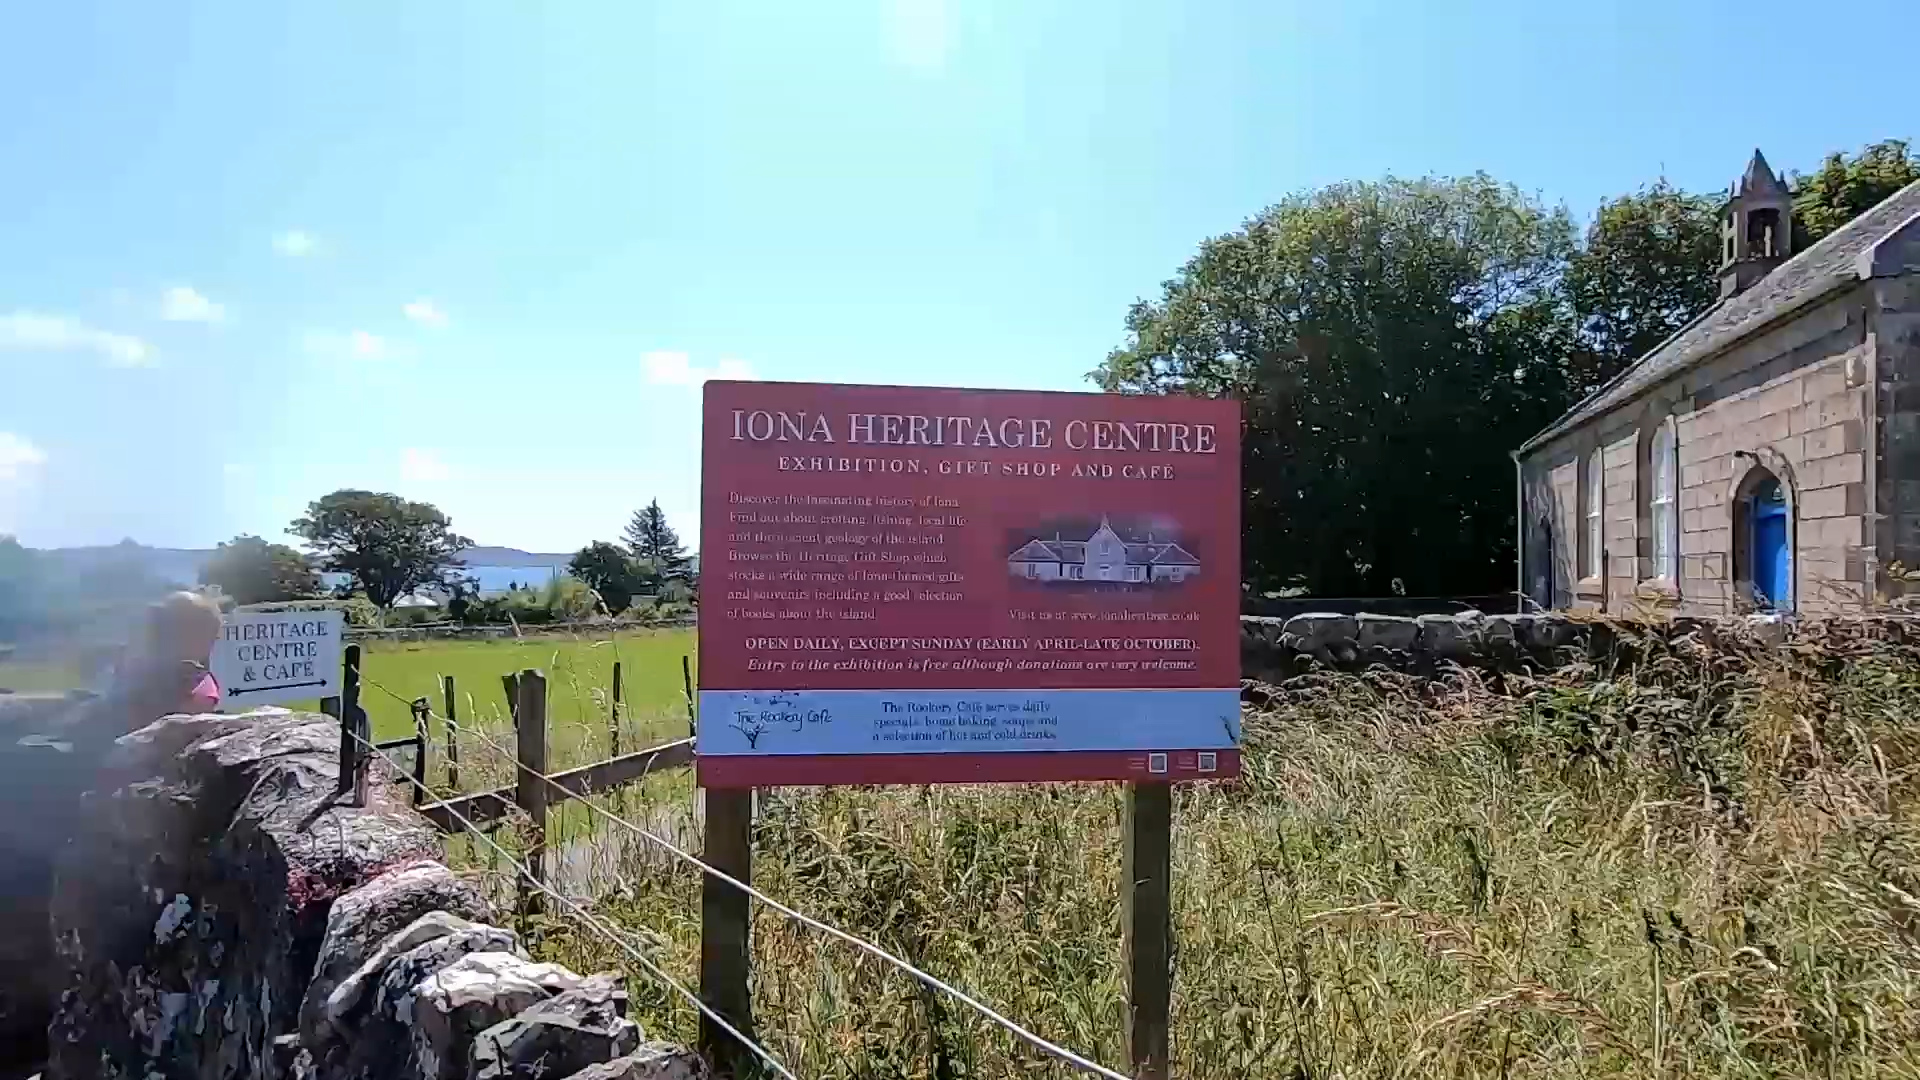 IONA HERITAGE CENTRE
EXHIBITION, GIFT SHOP AND CAFÉ
Discover the fascinating history of Iona.
Find out about crofting, fishing, local life
and the ancient geology of the island.
Browse the Heritage Gift Shop which
stocks a wide range of Iona-themed gifts
and souvenirs including a good selection
of books about the island.
Visit us at www.ionaheritage.co.uk
OPEN DAILY, EXCEPT SUNDAY (EARLY APRIL-LATE OCTOBER).
Entry to the exhibition is free although donations are very welcome.
The Rookery Café
The Rookery Café serves daily
specials, home baking, soups and
a selection of hot and cold drinks.
HERITAGE
CENTRE
& CAFÉ